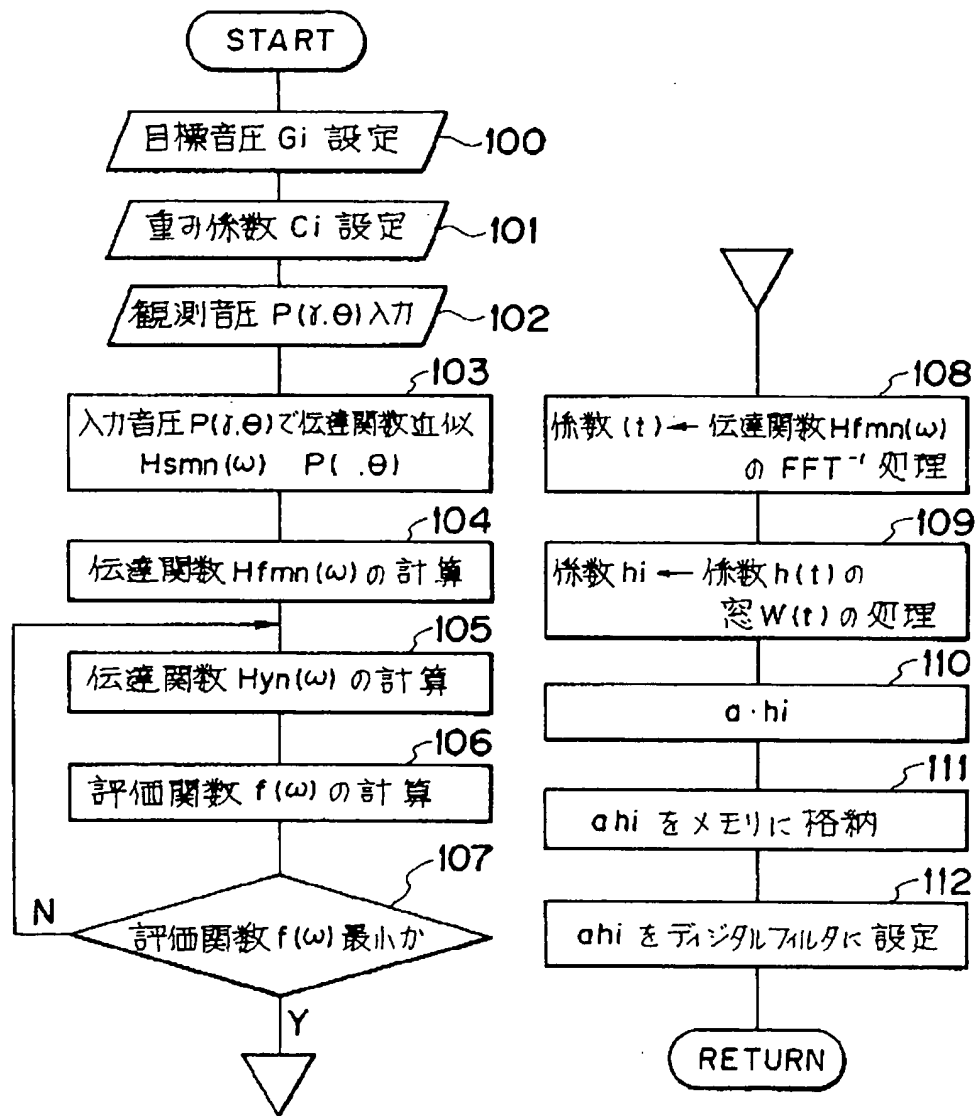 START
目標音圧 Gi 設定
100
重み係数 Ci 設定
101
観測音圧 P(γ.θ)入力
102
103
入力音圧P(γ.θ)で伝達関数近似
Hsmn(ω) P( .θ)
104
伝達関数 Hfmn(ω) の計算
105
伝達関数 Hyn(ω) の計算
106
評価関数 f(ω) の計算
107
N
評価関数 f(ω) 最小か
Y
108
係数 (t) ← 伝達関数Hfmn(ω)
の FFT⁻¹ 処理
109
係数 hi ← 係数 h(t) の
窓 W(t) の処理
110
a・hi
111
ahi をメモリに格納
112
ahi をディジタルフィルタに設定
RETURN